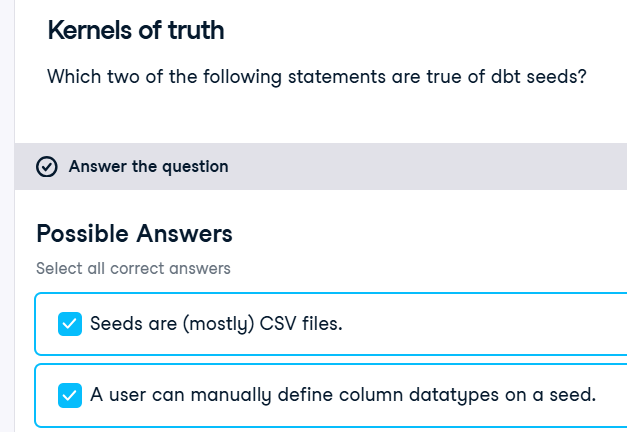 Kernels of truth
Which two of the following statements are true of dbt seeds?
Answer the question
Possible Answers
Select all correct answers
Seeds are (mostly) CSV files.
A user can manually define column datatypes on a seed.